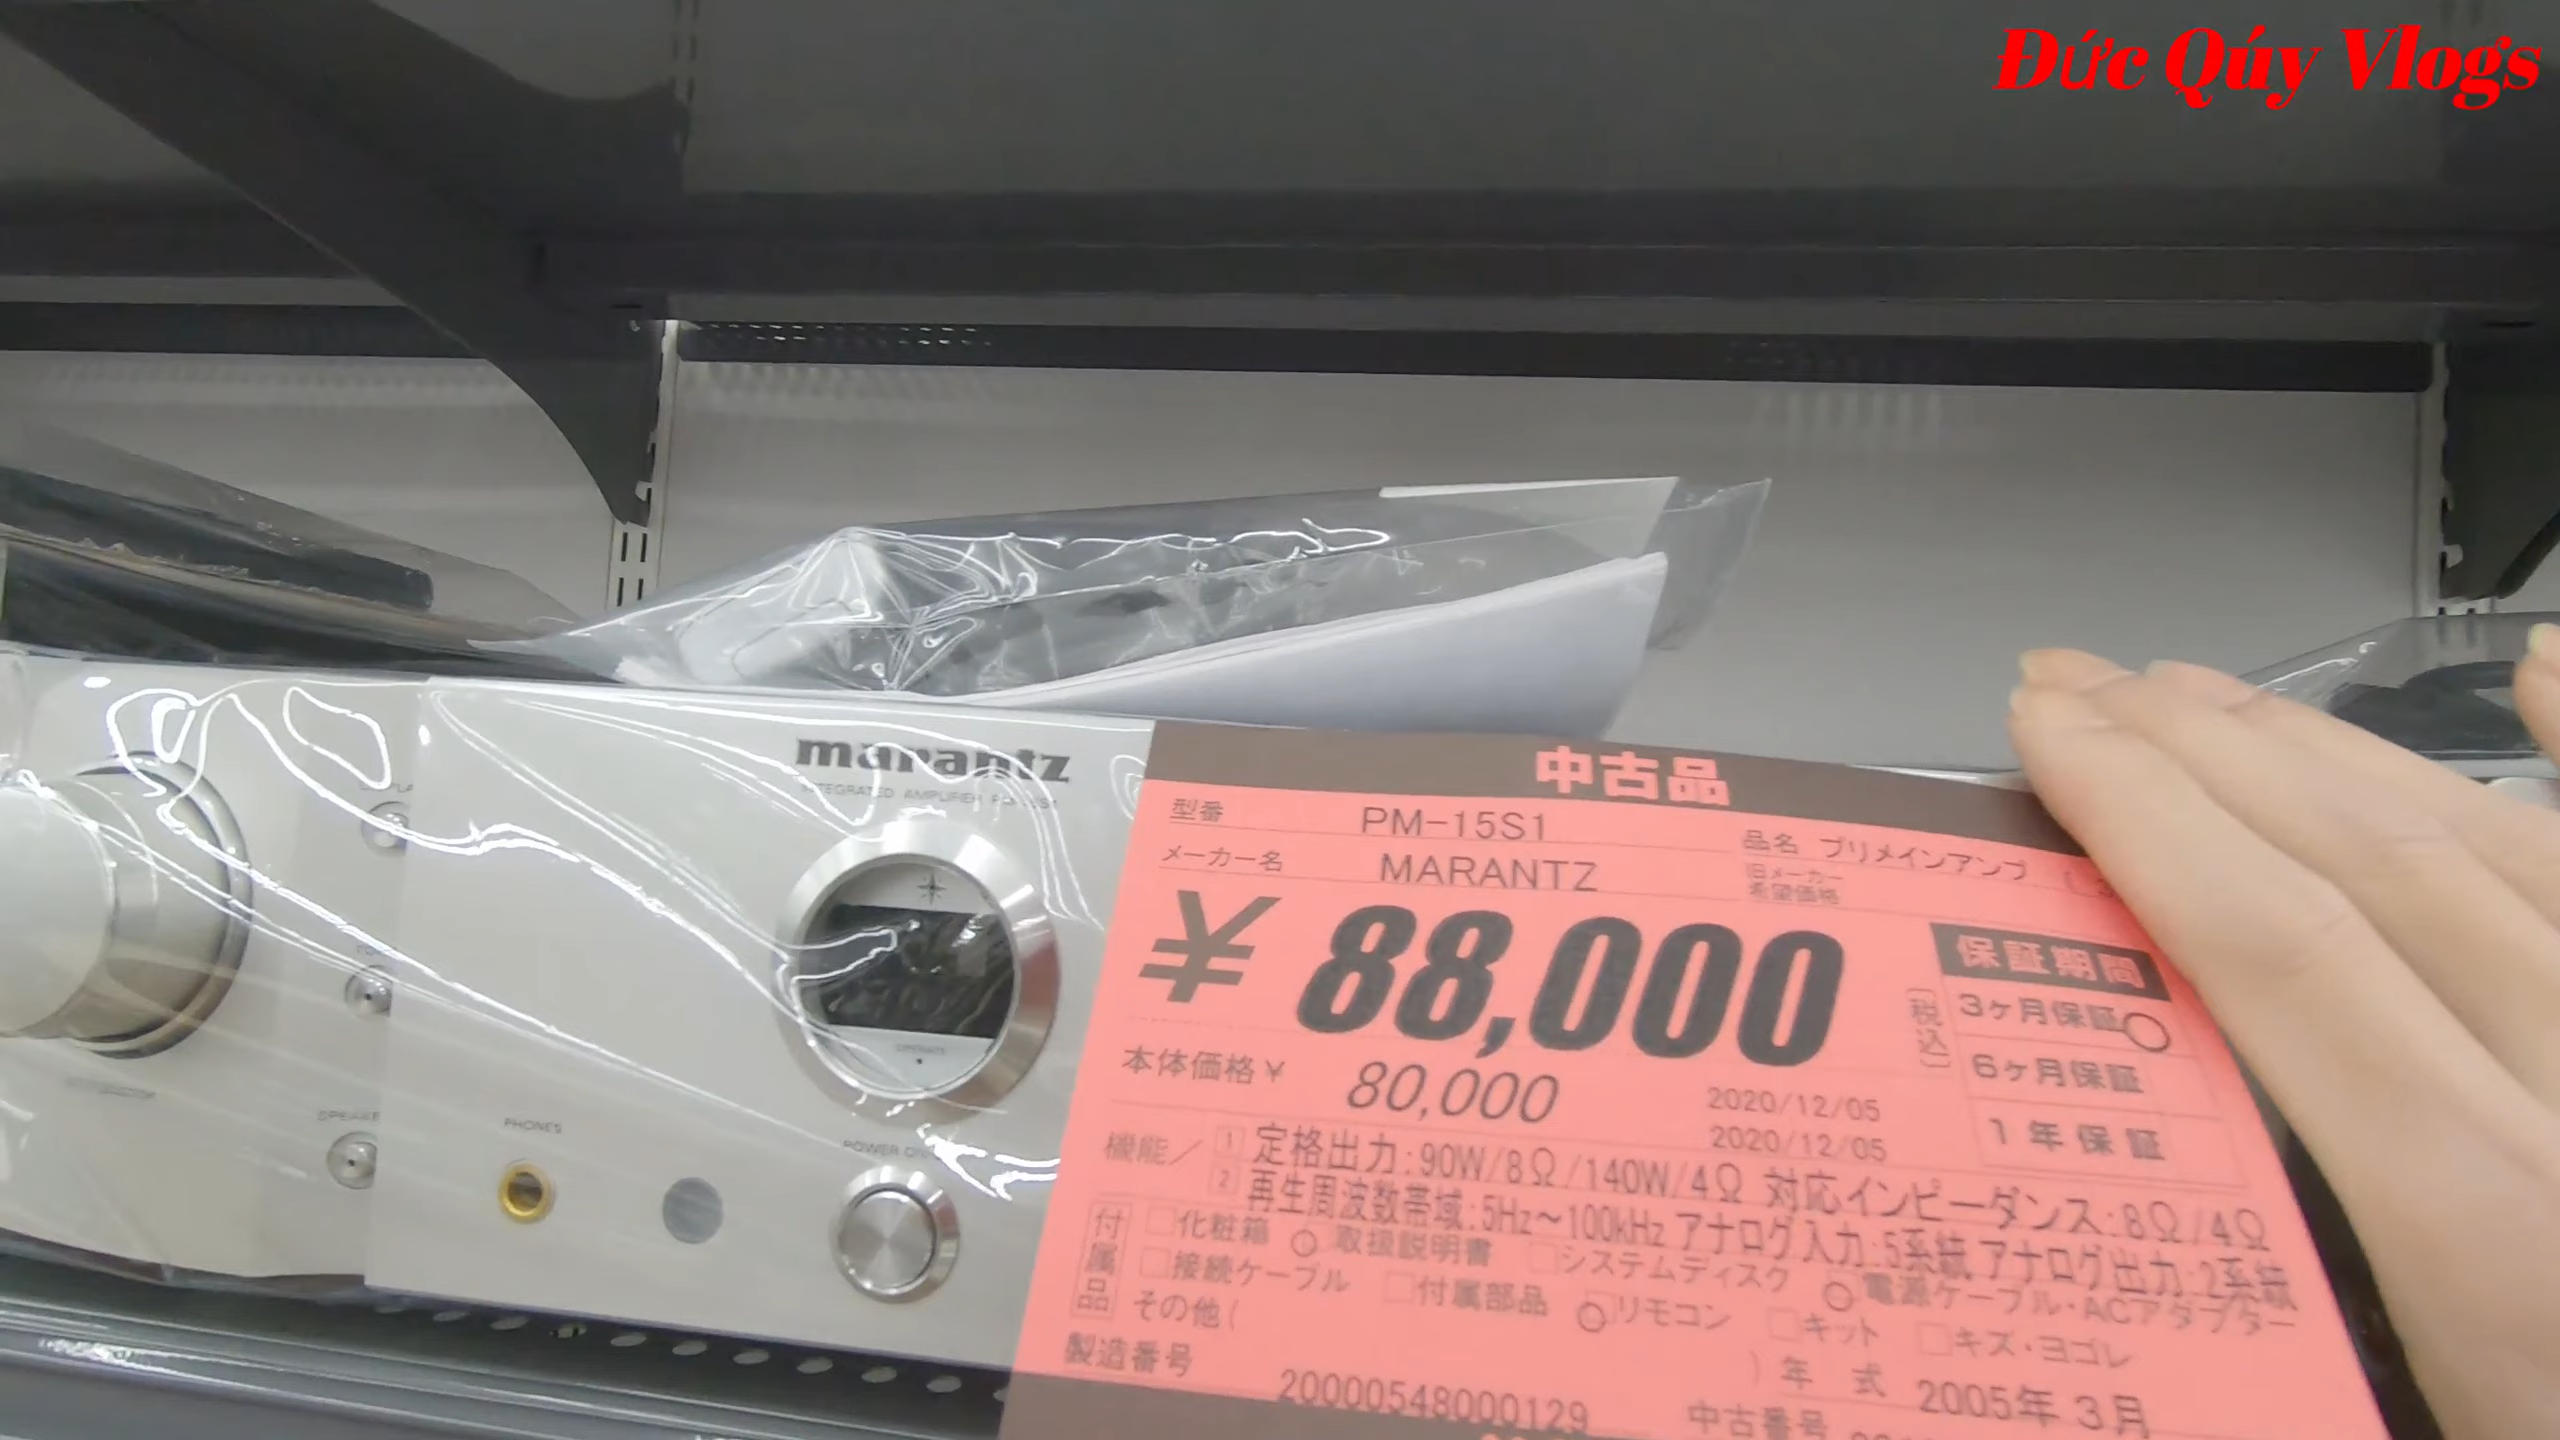 Đức Qúy Vlogs
marantz
INTEGRATED AMPLIFIER
PHONES
POWER ON
OPERATE
中古品
型番 PM-15S1 品名 プリメインアンプ
メーカー名 MARANTZ 旧メーカー希望価格
¥88,000 [税込]
本体価格¥ 80,000
2020/12/05
2020/12/05
保証期間
3ヶ月保証○
6ヶ月保証
1年保証
機能/ 1 定格出力:90W/8Ω/140W/4Ω 対応インピーダンス:8Ω/4Ω
2 再生周波数帯域:5Hz~100kHz アナログ入力:5系統 アナログ出力:2系統
付属品 □化粧箱 ○取扱説明書 □システムディスク ○電源ケーブル・ACアダプター
□接続ケーブル □付属部品 ○リモコン □キット □キズ・ヨゴレ
その他( )
年式 2005年3月
製造番号 20000548000129 中古番号